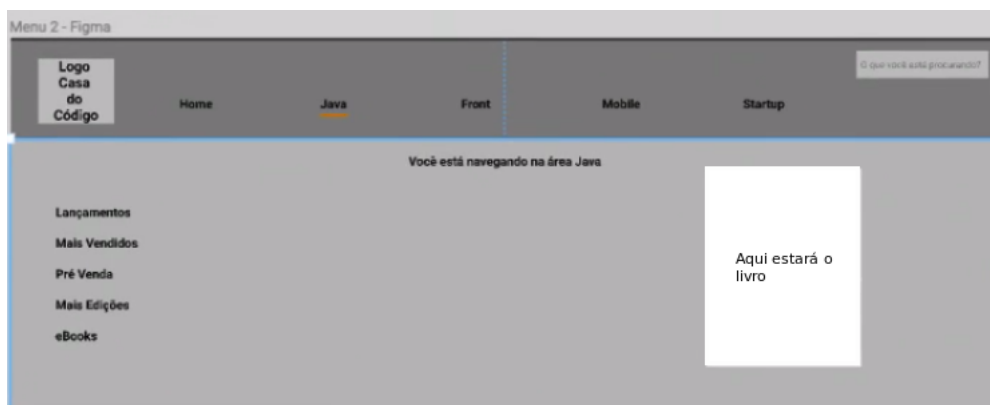 Menu 2 - Figma
Logo
Casa
do
Código
O que você está procurando?
Home Java Front Mobile Startup
Você está navegando na área Java
Lançamentos
Mais Vendidos
Pré Venda
Mais Edições
eBooks
Aqui estará o
livro